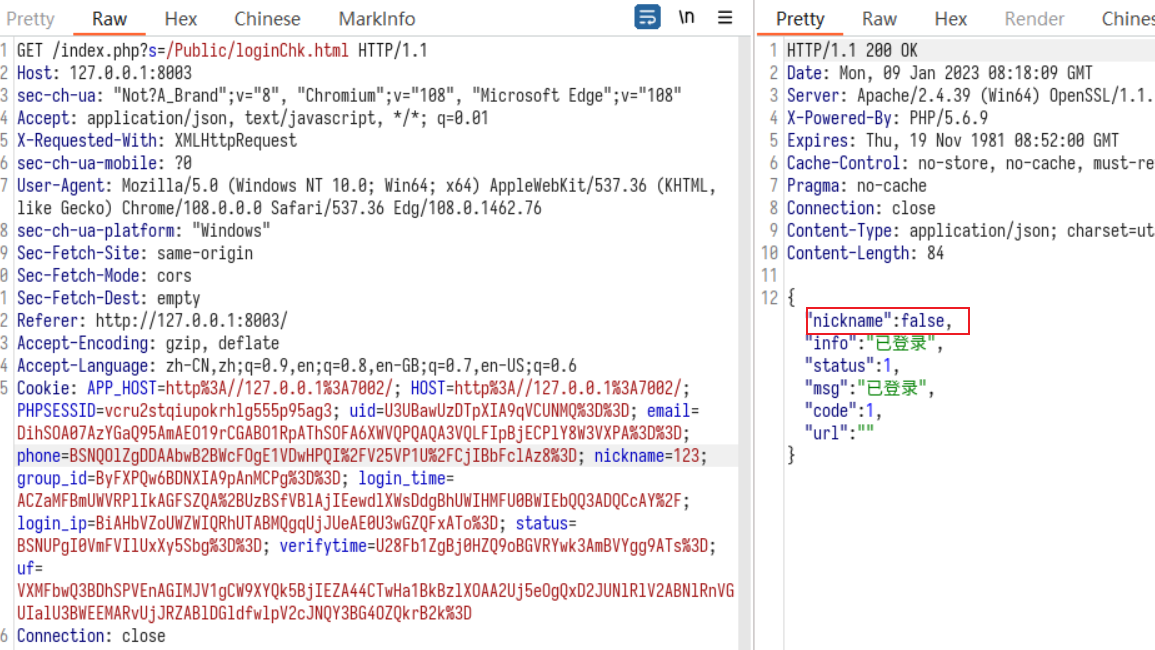 Pretty Raw Hex Chinese MarkInfo \n
1 GET /index.php?s=/Public/loginChk.html HTTP/1.1
2 Host: 127.0.0.1:8003
3 sec-ch-ua: "Not?A_Brand";v="8", "Chromium";v="108", "Microsoft Edge";v="108"
4 Accept: application/json, text/javascript, */*; q=0.01
5 X-Requested-With: XMLHttpRequest
6 sec-ch-ua-mobile: ?0
7 User-Agent: Mozilla/5.0 (Windows NT 10.0; Win64; x64) AppleWebKit/537.36 (KHTML,
like Gecko) Chrome/108.0.0.0 Safari/537.36 Edg/108.0.1462.76
8 sec-ch-ua-platform: "Windows"
9 Sec-Fetch-Site: same-origin
0 Sec-Fetch-Mode: cors
1 Sec-Fetch-Dest: empty
2 Referer: http://127.0.0.1:8003/
3 Accept-Encoding: gzip, deflate
4 Accept-Language: zh-CN,zh;q=0.9,en;q=0.8,en-GB;q=0.7,en-US;q=0.6
5 Cookie: APP_HOST=http%3A//127.0.0.1%3A7002/; HOST=http%3A//127.0.0.1%3A7002/;
PHPSESSID=vcru2stqiupokrhlg555p95ag3; uid=U3UBawUzDTpXIA9qVCUNMQ%3D%3D; email=
DihSOA07AzYGaQ95AmAEO19rCGABO1RpAThSOFA6XWVQPQAQA3VQLFIpBjECPlY8W3VXPA%3D%3D;
phone=BSNQOlZgDDAAbwB2BWcFOgE1VDwHPQI%2FV25VP1U%2FCjIBbFclAz8%3D; nickname=123;
group_id=ByFXPQw6BDNXIA9pAnMCPg%3D%3D; login_time=
ACZaMFBmUWVRPlIkAGFSZQA%2BUzBSfVBlAjIEewdlXWsDdgBhUWIHMFU0BWIEbQQ3ADQCcAY%2F;
login_ip=BiAHbVZoUWZWIQRhUTABMQgqUjJUeAE0U3wGZQFxATo%3D; status=
BSNUPgI0VmFVIlUxXy5Sbg%3D%3D; verifytime=U28Fb1ZgBj0HZQ9oBGVRYwk3AmBVYgg9ATs%3D;
uf=
VXMFbwQ3BDhSPVEnAGIMJV1gCW9XYQk5BjIEZA44CTwHa1BkBzlXOAA2Uj5eOgQxD2JUNlRlV2ABNlRnVG
UIalU3BWEEMARvUjJRZABlDGldfwlpV2cJNQY3BG4OZQkrB2k%3D
6 Connection: close
Pretty Raw Hex Render Chines
1 HTTP/1.1 200 OK
2 Date: Mon, 09 Jan 2023 08:18:09 GMT
3 Server: Apache/2.4.39 (Win64) OpenSSL/1.1.
4 X-Powered-By: PHP/5.6.9
5 Expires: Thu, 19 Nov 1981 08:52:00 GMT
6 Cache-Control: no-store, no-cache, must-re
7 Pragma: no-cache
8 Connection: close
9 Content-Type: application/json; charset=ut
10 Content-Length: 84
11
12 {
"nickname":false,
"info":"已登录",
"status":1,
"msg":"已登录",
"code":1,
"url":""
}